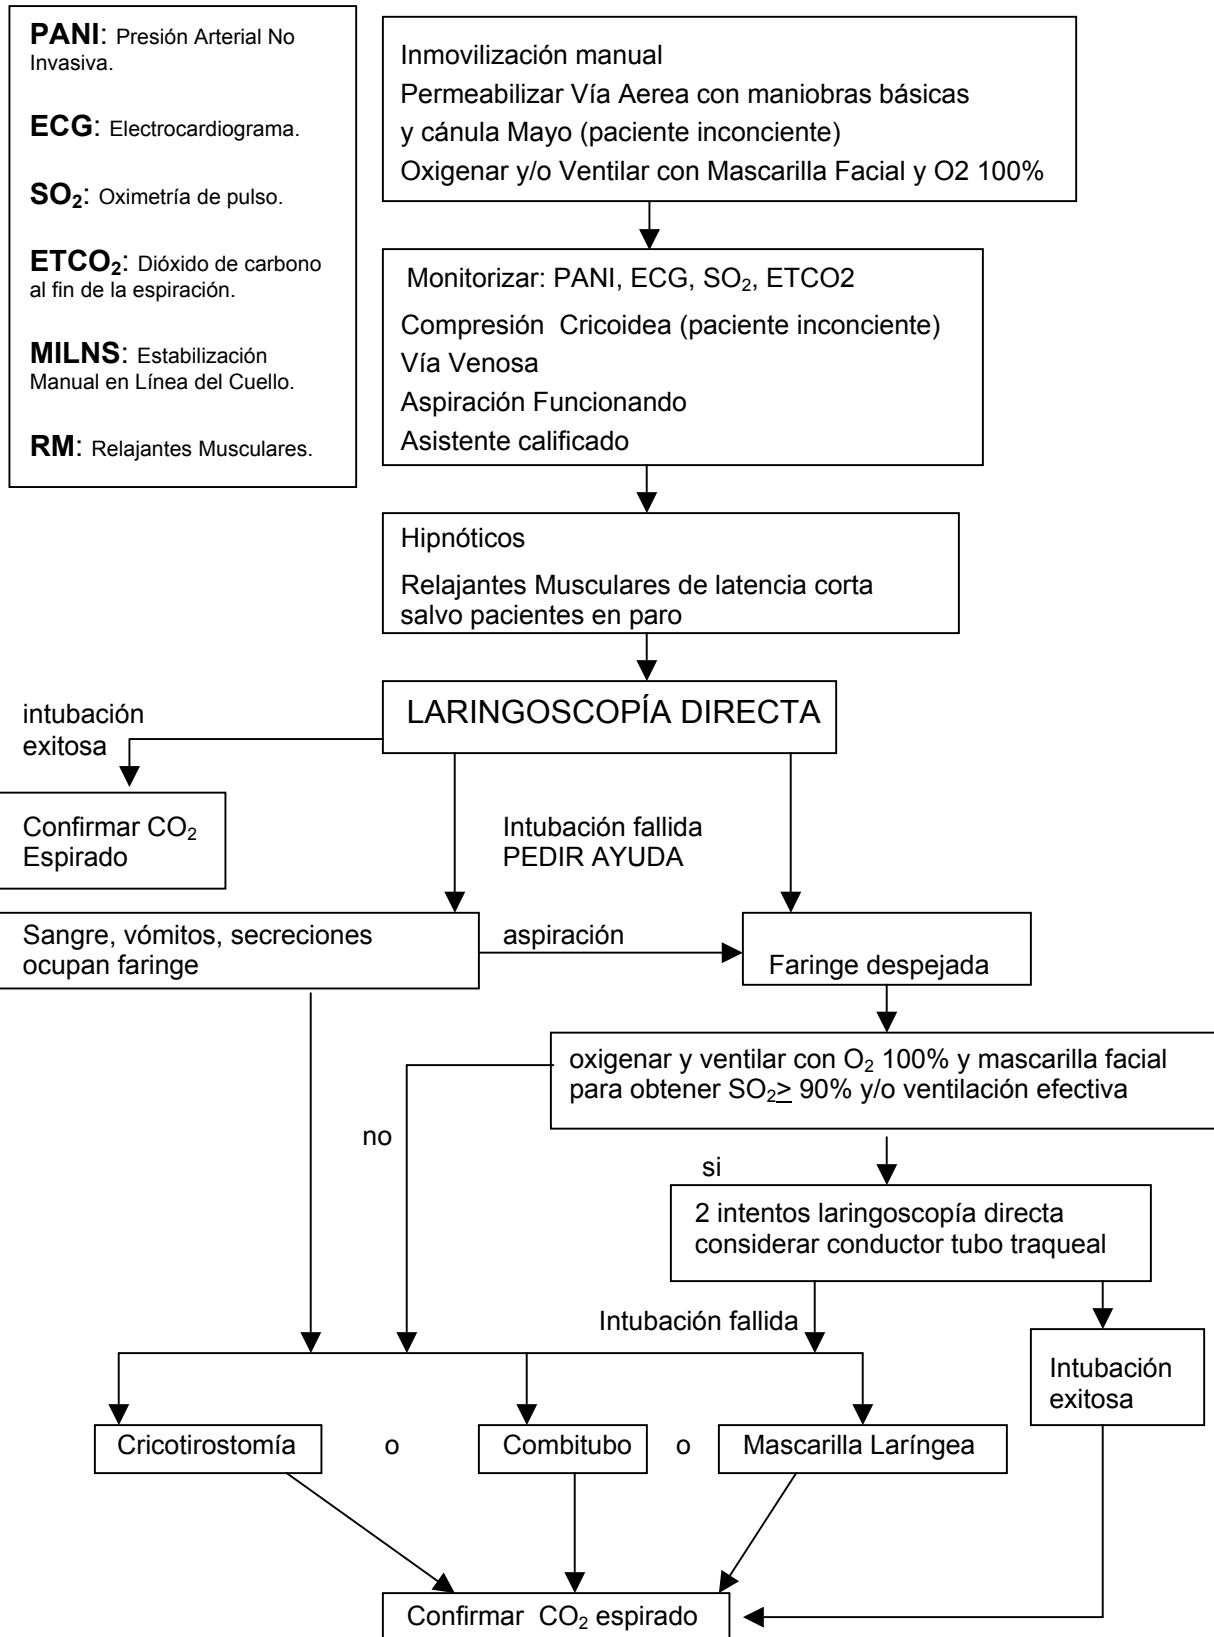 PANI: Presión Arterial No
Invasiva.
ECG: Electrocardiograma.
SO₂: Oximetría de pulso.
ETCO₂: Dióxido de carbono
al fin de la espiración.
MILNS: Estabilización
Manual en Línea del Cuello.
RM: Relajantes Musculares.
Inmovilización manual
Permeabilizar Vía Aerea con maniobras básicas
y cánula Mayo (paciente inconciente)
Oxigenar y/o Ventilar con Mascarilla Facial y O2 100%
Monitorizar: PANI, ECG, SO₂, ETCO2
Compresión Cricoidea (paciente inconciente)
Vía Venosa
Aspiración Funcionando
Asistente calificado
Hipnóticos
Relajantes Musculares de latencia corta
salvo pacientes en paro
LARINGOSCOPÍA DIRECTA
intubación
exitosa
Confirmar CO₂
Espirado
Intubación fallida
PEDIR AYUDA
Sangre, vómitos, secreciones
ocupan faringe
aspiración
Faringe despejada
oxigenar y ventilar con O₂ 100% y mascarilla facial
para obtener SO₂≥ 90% y/o ventilación efectiva
no
si
2 intentos laringoscopía directa
considerar conductor tubo traqueal
Intubación fallida
Intubación
exitosa
Cricotirostomía o Combitubo o Mascarilla Laríngea
Confirmar CO₂ espirado